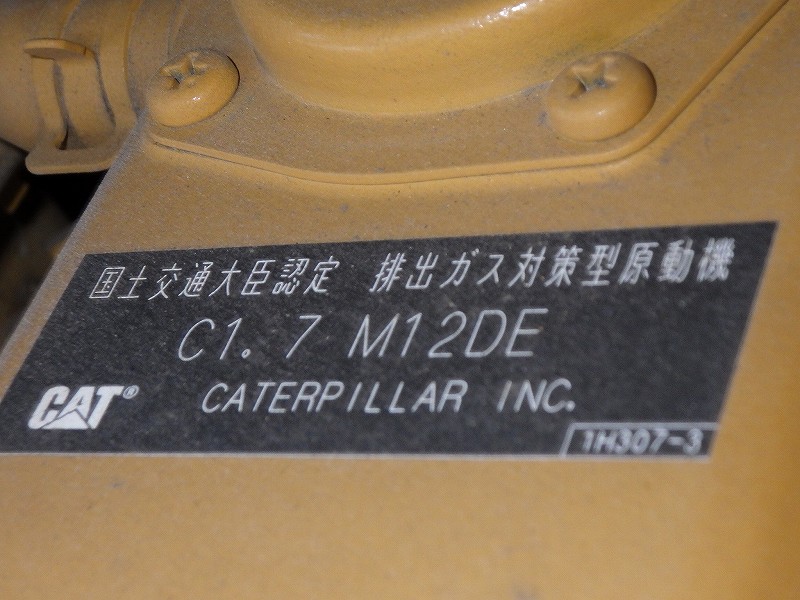 国土交通大臣認定 排出ガス対策型原動機
C1.7 M12DE
CAT® CATERPILLAR INC.
1H307-3